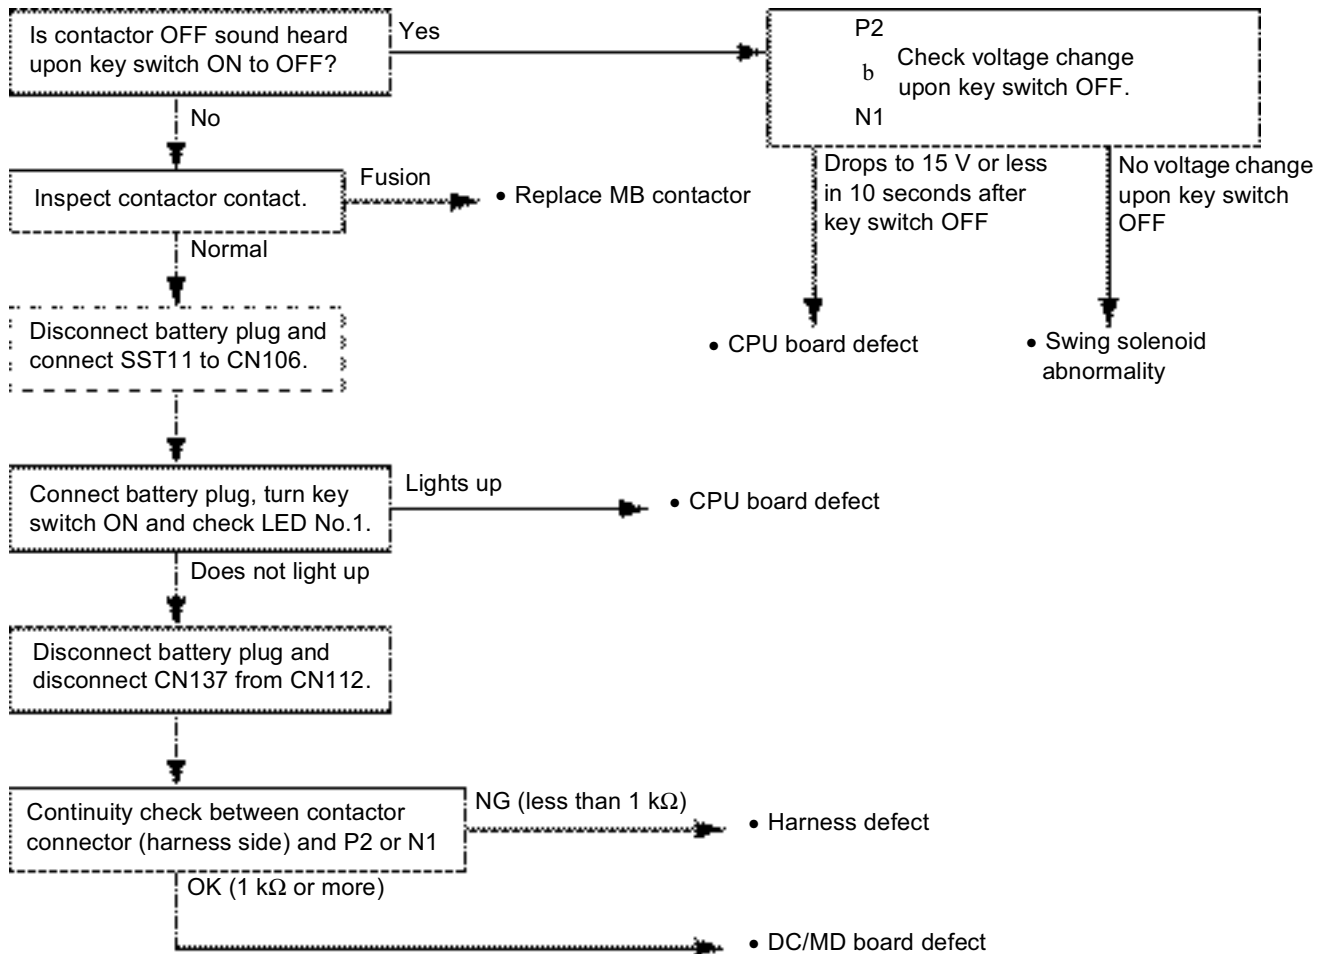 Is contactor OFF sound heard
upon key switch ON to OFF?
Yes
P2
b
N1
Check voltage change
upon key switch OFF.
No
Drops to 15 V or less
in 10 seconds after
key switch OFF
No voltage change
upon key switch
OFF
Inspect contactor contact.
Fusion
• Replace MB contactor
Normal
• CPU board defect
• Swing solenoid
abnormality
Disconnect battery plug and
connect SST11 to CN106.
Connect battery plug, turn key
switch ON and check LED No.1.
Lights up
• CPU board defect
Does not light up
Disconnect battery plug and
disconnect CN137 from CN112.
Continuity check between contactor
connector (harness side) and P2 or N1
NG (less than 1 kΩ)
• Harness defect
OK (1 kΩ or more)
• DC/MD board defect